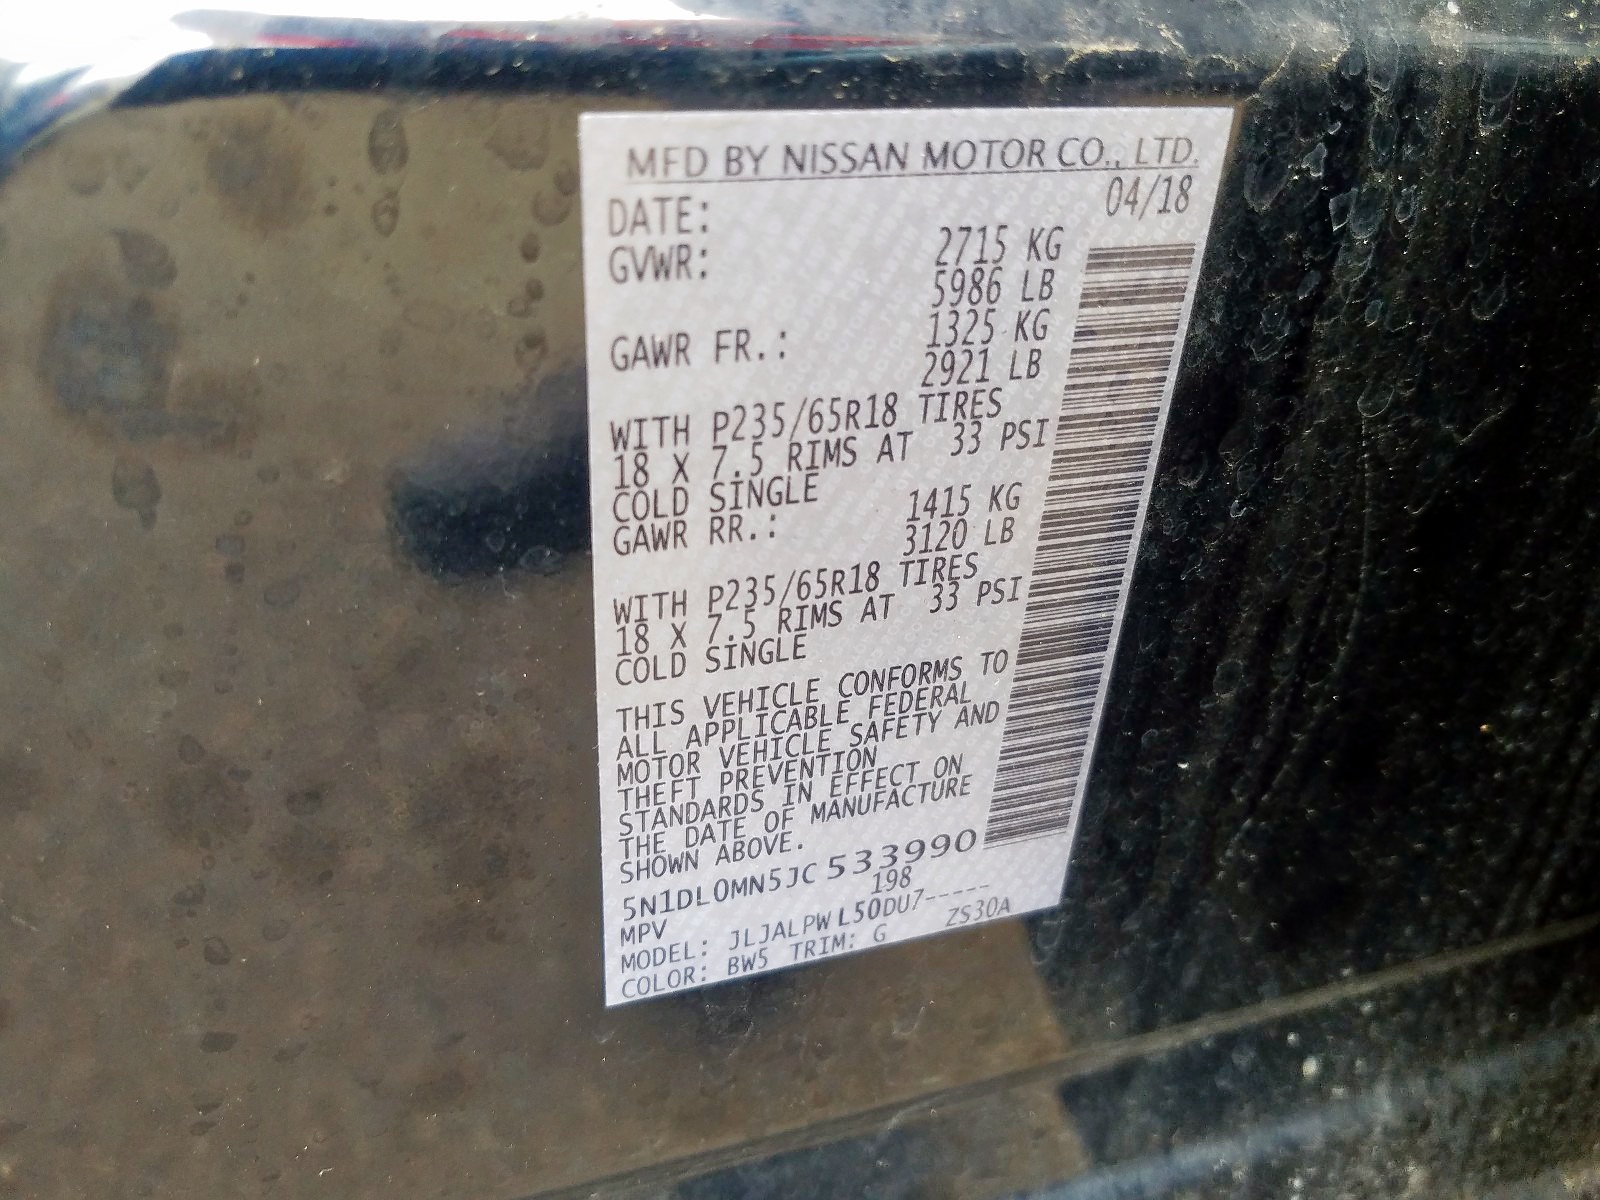 MFD BY NISSAN MOTOR CO., LTD.
DATE: 04/18
GVWR: 2715 KG
5986 LB
GAWR FR.: 1325 KG
2921 LB
WITH P235/65R18 TIRES
18 X 7.5 RIMS AT 33 PSI
COLD SINGLE
GAWR RR.: 1415 KG
3120 LB
WITH P235/65R18 TIRES
18 X 7.5 RIMS AT 33 PSI
COLD SINGLE
THIS VEHICLE CONFORMS TO
ALL APPLICABLE FEDERAL
MOTOR VEHICLE SAFETY AND
THEFT PREVENTION
STANDARDS IN EFFECT ON
THE DATE OF MANUFACTURE
SHOWN ABOVE.
5N1DL0MN5JC533990
MPV 198
MODEL: JLJALPWL50DU7-----
COLOR: BW5 TRIM: G ZS30A